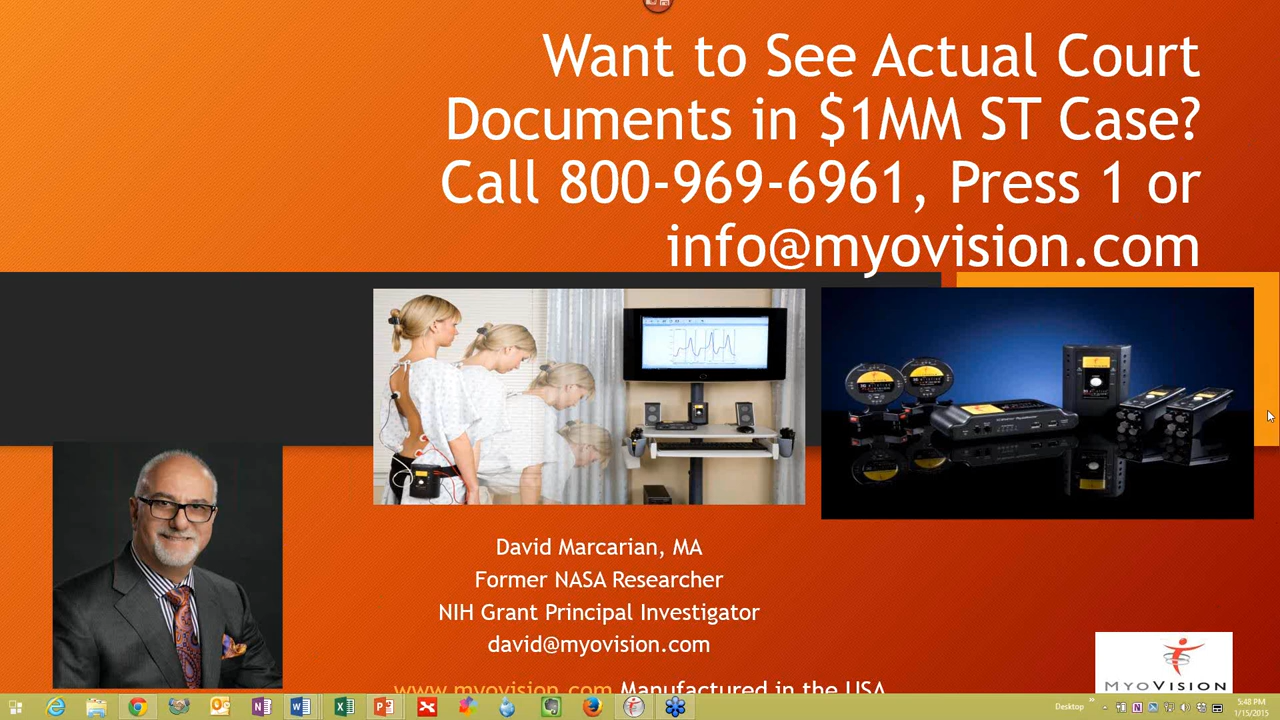 Want to See Actual Court
Documents in $1MM ST Case?
Call 800-969-6961, Press 1 or
info@myovision.com
David Marcarian, MA
Former NASA Researcher
NIH Grant Principal Investigator
david@myovision.com
www.myovision.com Manufactured in the USA
MYOVISION
Desktop
5:48 PM
1/15/2015